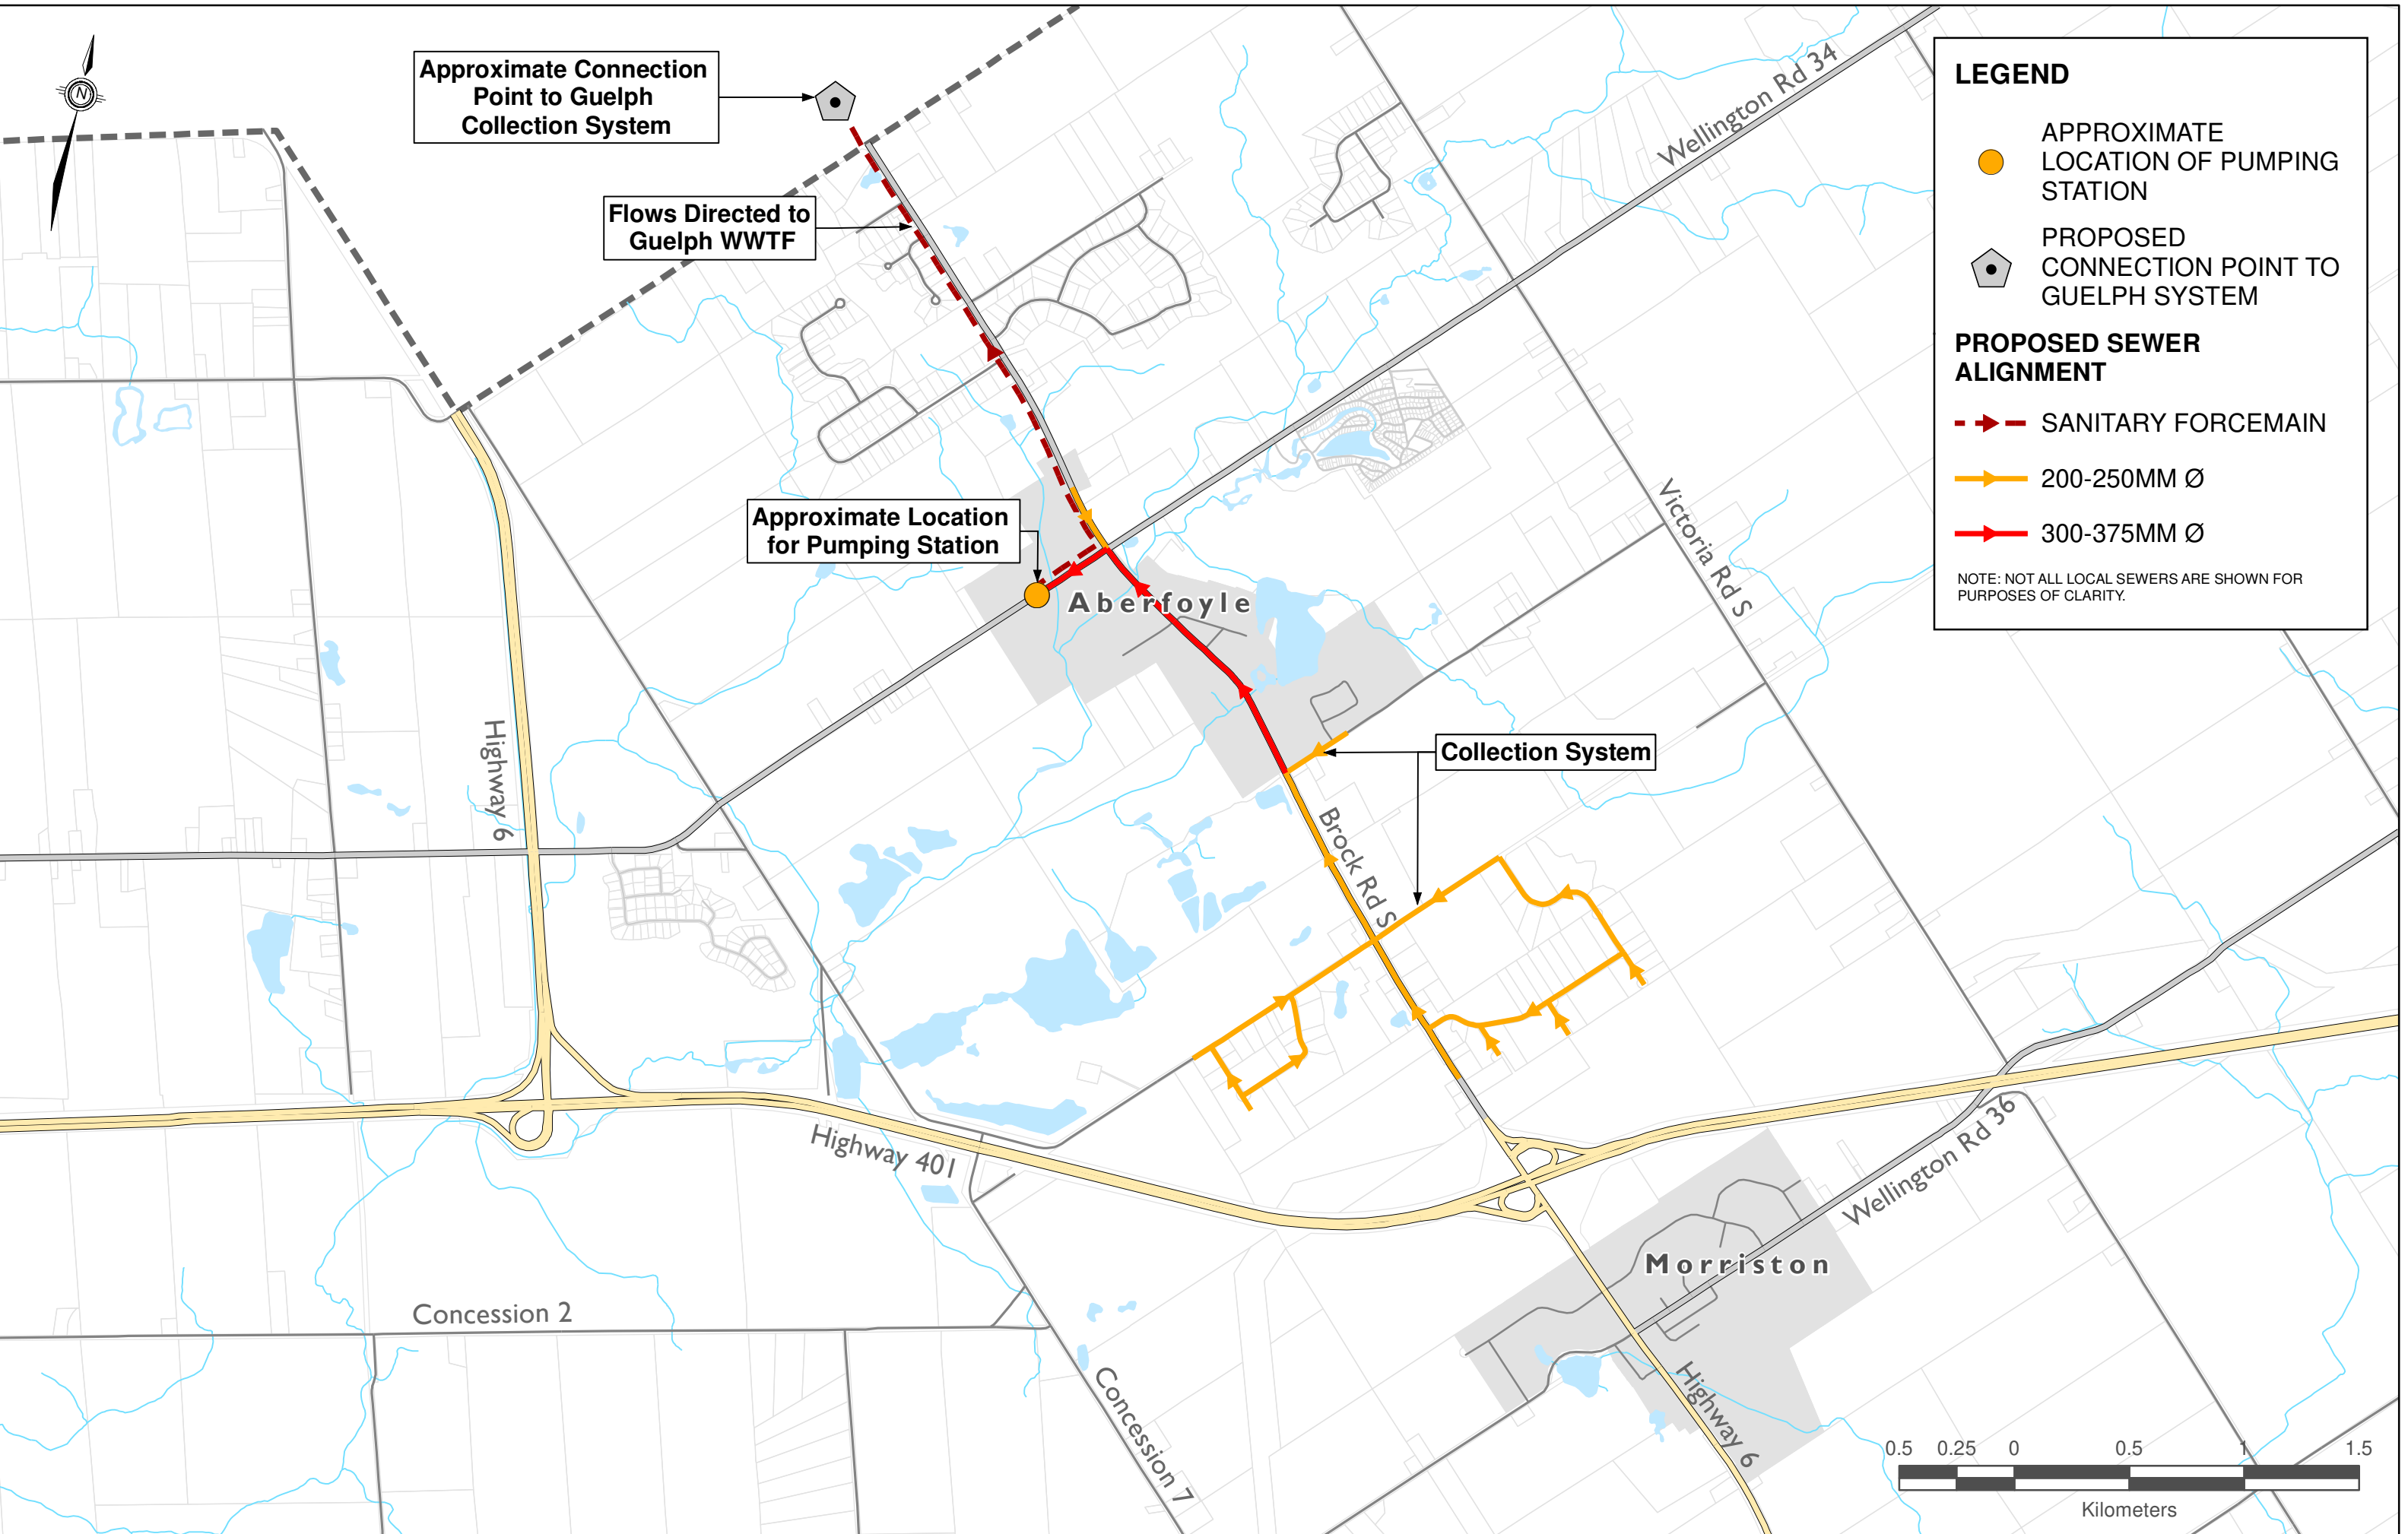 N
Approximate Connection
Point to Guelph
Collection System
Flows Directed to
Guelph WWTF
Approximate Location
for Pumping Station
Collection System
Wellington Rd 34
Victoria Rd S
Aberfoyle
Highway 6
Brock Rd S
Highway 401
Wellington Rd 36
Morriston
Concession 2
Concession 7
Highway 6
LEGEND
APPROXIMATE
LOCATION OF PUMPING
STATION
PROPOSED
CONNECTION POINT TO
GUELPH SYSTEM
PROPOSED SEWER
ALIGNMENT
SANITARY FORCEMAIN
200-250MM Ø
300-375MM Ø
NOTE: NOT ALL LOCAL SEWERS ARE SHOWN FOR
PURPOSES OF CLARITY.
0.5 0.25 0 0.5 1 1.5
Kilometers